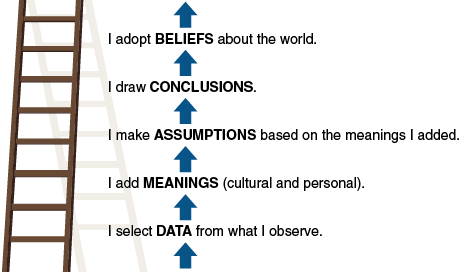 I adopt BELIEFS about the world.
I draw CONCLUSIONS.
I make ASSUMPTIONS based on the meanings I added.
I add MEANINGS (cultural and personal).
I select DATA from what I observe.